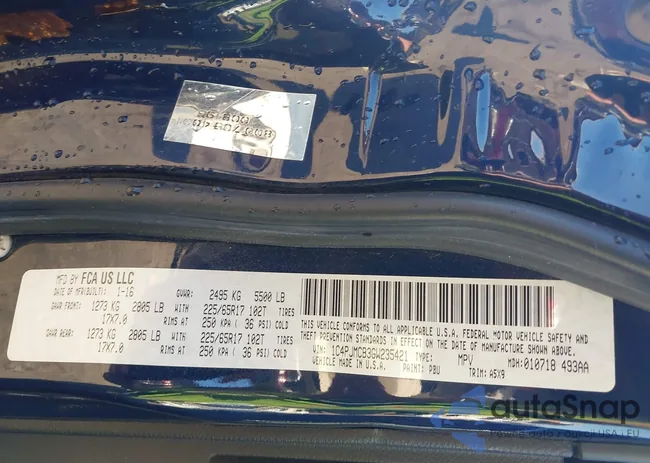 MFD BY FCA US LLC
DATE OF MFR(BUILT): 1-16 GVWR: 2495 KG 5500 LB
GAWR FRONT: 1273 KG 2805 LB WITH 225/65R17 102T TIRES
17X7.0 RIMS AT 250 KPA ( 36 PSI) COLD
GAWR REAR: 1273 KG 2805 LB WITH 225/65R17 102T TIRES
17X7.0 RIMS AT 250 KPA ( 36 PSI) COLD
THIS VEHICLE CONFORMS TO ALL APPLICABLE U.S.A. FEDERAL MOTOR VEHICLE SAFETY AND
THEFT PREVENTION STANDARDS IN EFFECT ON THE DATE OF MANUFACTURE SHOWN ABOVE.
VIN: 1C4PJMCB3GW235421 TYPE: MPV MDH: 010718 493AA
VEHICLE MADE IN U.S.A. PAINT: PBU TRIM: A5X9
autoSnap